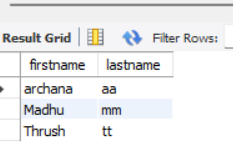 Result Grid Filter Rows:
firstname lastname
archana aa
Madhu mm
Thrush tt